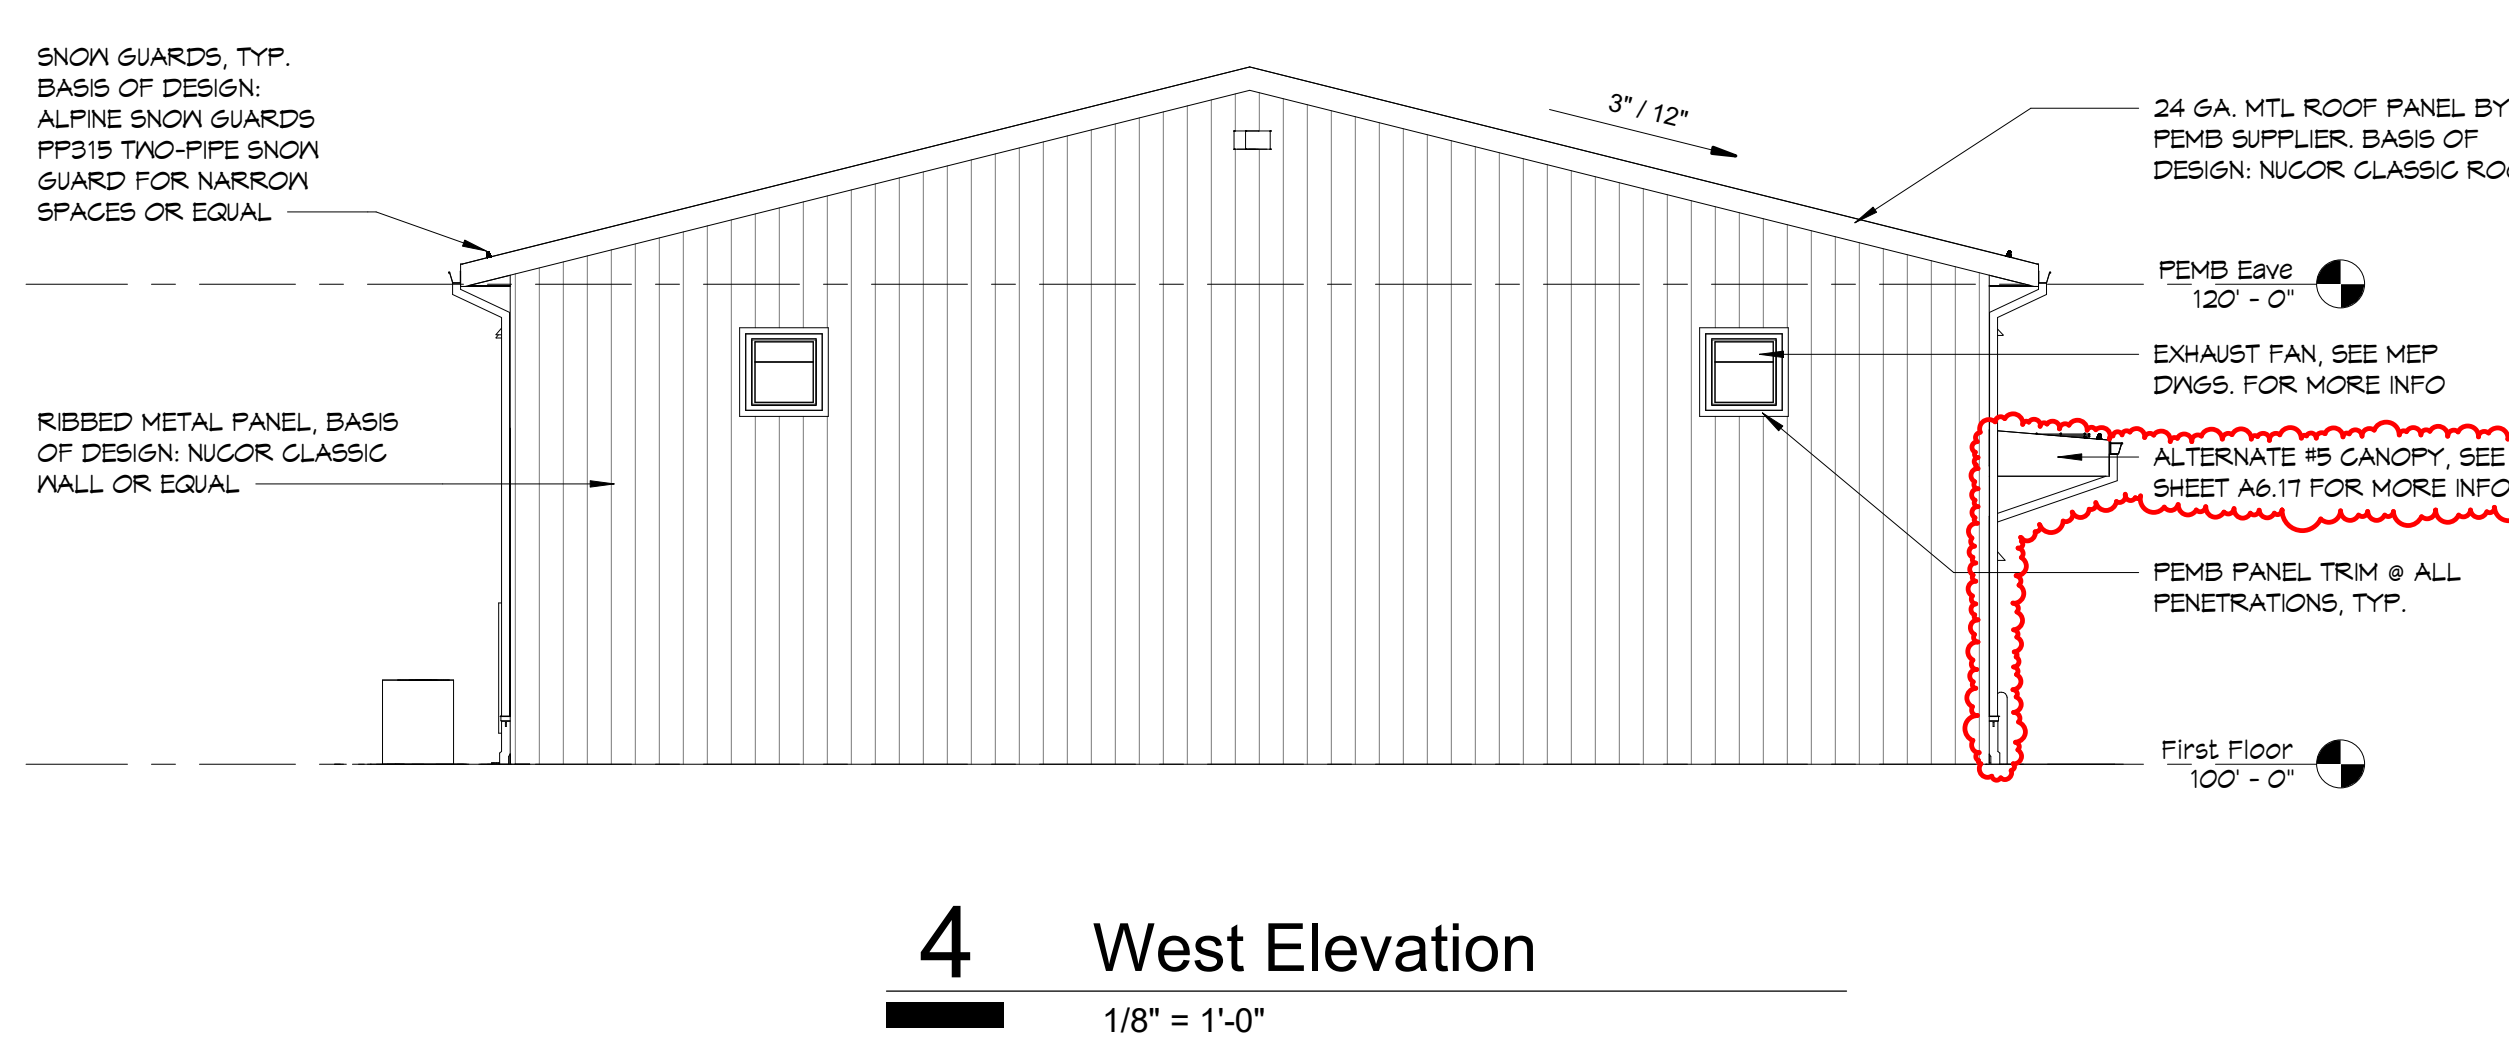 SNOW GUARDS, TYP.
BASIS OF DESIGN:
ALPINE SNOW GUARDS
PP315 TWO-PIPE SNOW
GUARD FOR NARROW
SPACES OR EQUAL
3" / 12"
24 GA. MTL ROOF PANEL BY
PEMB SUPPLIER. BASIS OF
DESIGN: NUCOR CLASSIC
PEMB Eave
120' - 0"
EXHAUST FAN, SEE MEP
DWGS. FOR MORE INFO
RIBBED METAL PANEL, BASIS
OF DESIGN: NUCOR CLASSIC
WALL OR EQUAL
ALTERNATE #5 CANOPY, SEE
SHEET A6.17 FOR MORE INFO
PEMB PANEL TRIM @ ALL
PENETRATIONS, TYP.
First Floor
100' - 0"
4
West Elevation
1/8" = 1'-0"